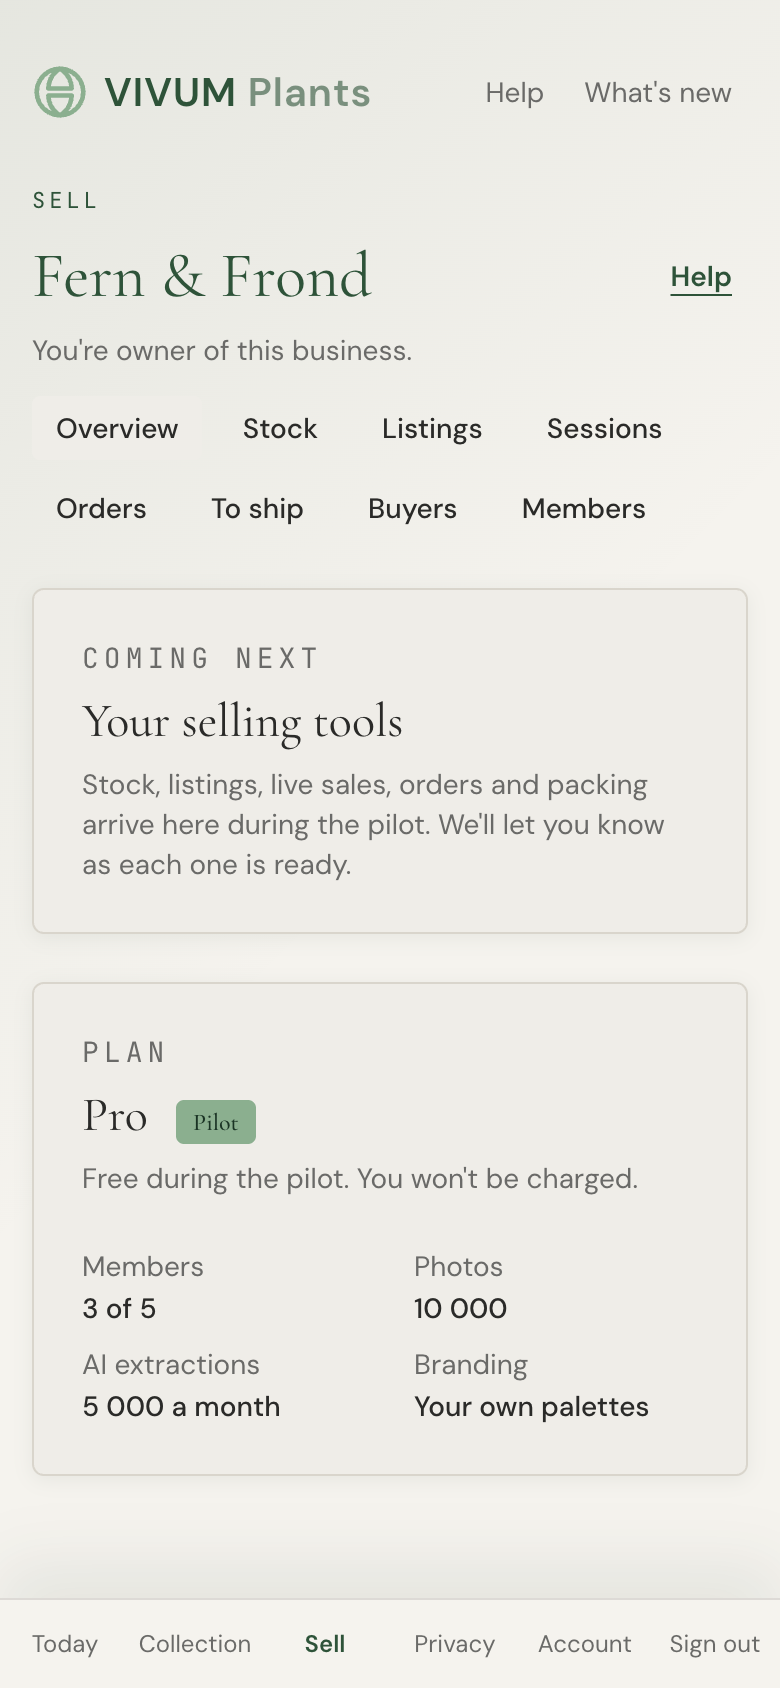 VIVUM Plants
Help What's new
SELL
Fern & Frond
Help
You're owner of this business.
Overview Stock Listings Sessions
Orders To ship Buyers Members
COMING NEXT
Your selling tools
Stock, listings, live sales, orders and packing
arrive here during the pilot. We'll let you know
as each one is ready.
PLAN
Pro Pilot
Free during the pilot. You won't be charged.
Members Photos
3 of 5 10 000
AI extractions Branding
5 000 a month Your own palettes
Today Collection Sell Privacy Account Sign out